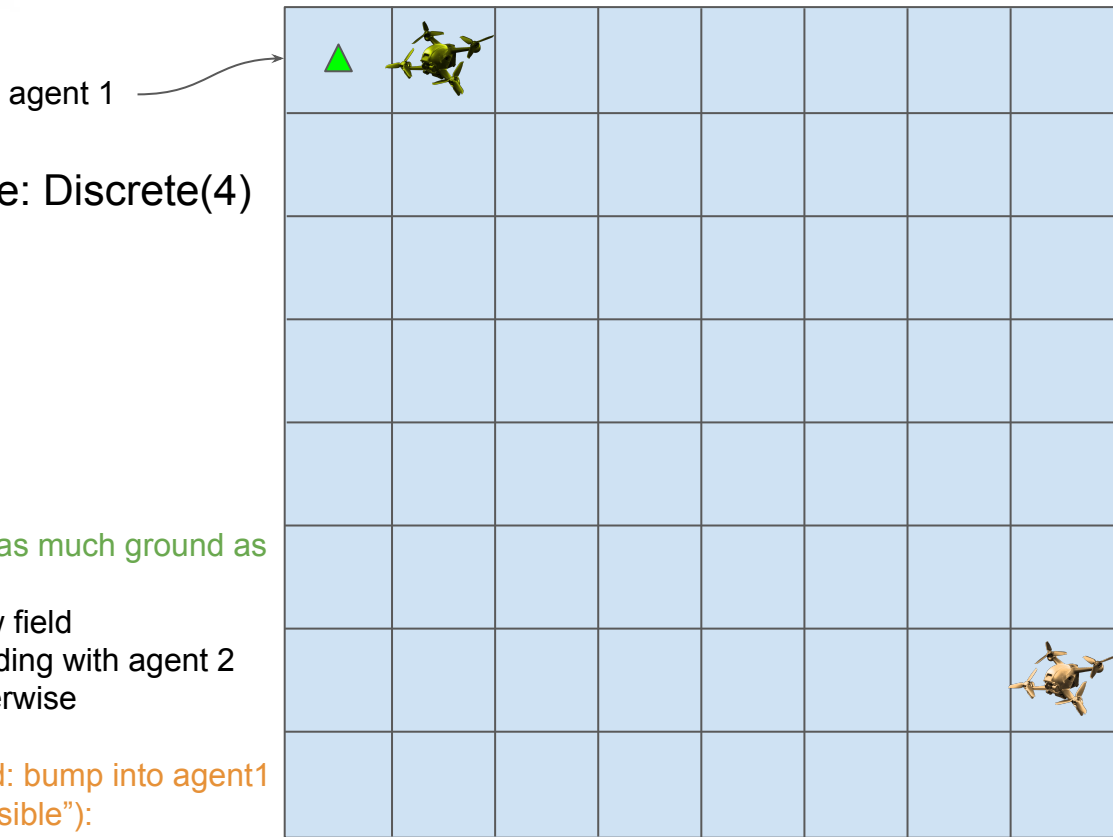 agent 1
e: Discrete(4)
as much ground as
field
ding with agent 2
erwise
: bump into agent1
sible”):